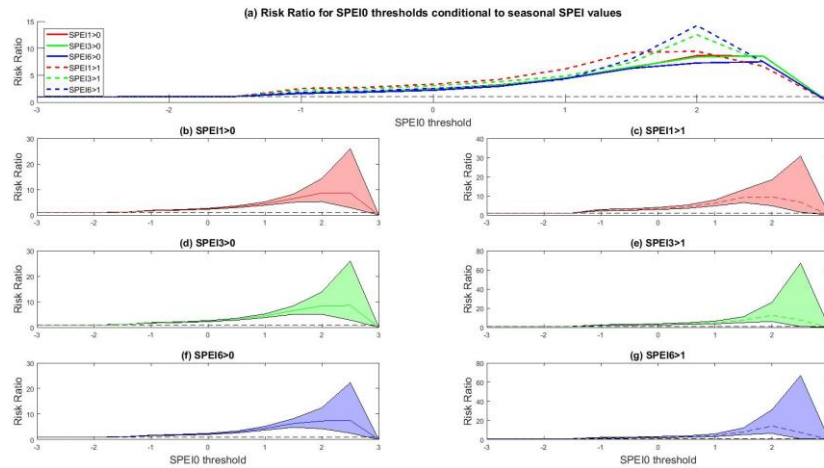 (a) Risk Ratio for SPEI0 thresholds conditional to seasonal SPEI values
Risk Ratio
15
10
5
0
SPEI1>0
SPEI3>0
SPEI6>0
SPEI1>1
SPEI3>1
SPEI6>1
-3 -2 -1 0 1 2
SPEI0 threshold
(b) SPEI1>0
Risk Ratio
30
20
10
0
-3 -2 -1 0 1 2 3
(c) SPEI1>1
Risk Ratio
40
30
20
10
0
-3 -2 -1 0 1 2 3
(d) SPEI3>0
Risk Ratio
30
20
10
0
-3 -2 -1 0 1 2 3
(e) SPEI3>1
Risk Ratio
80
60
40
20
0
-3 -2 -1 0 1 2 3
(f) SPEI6>0
Risk Ratio
30
20
10
0
-3 -2 -1 0 1 2 3
SPEI0 threshold
(g) SPEI6>1
Risk Ratio
80
60
40
20
0
-3 -2 -1 0 1 2 3
SPEI0 threshold